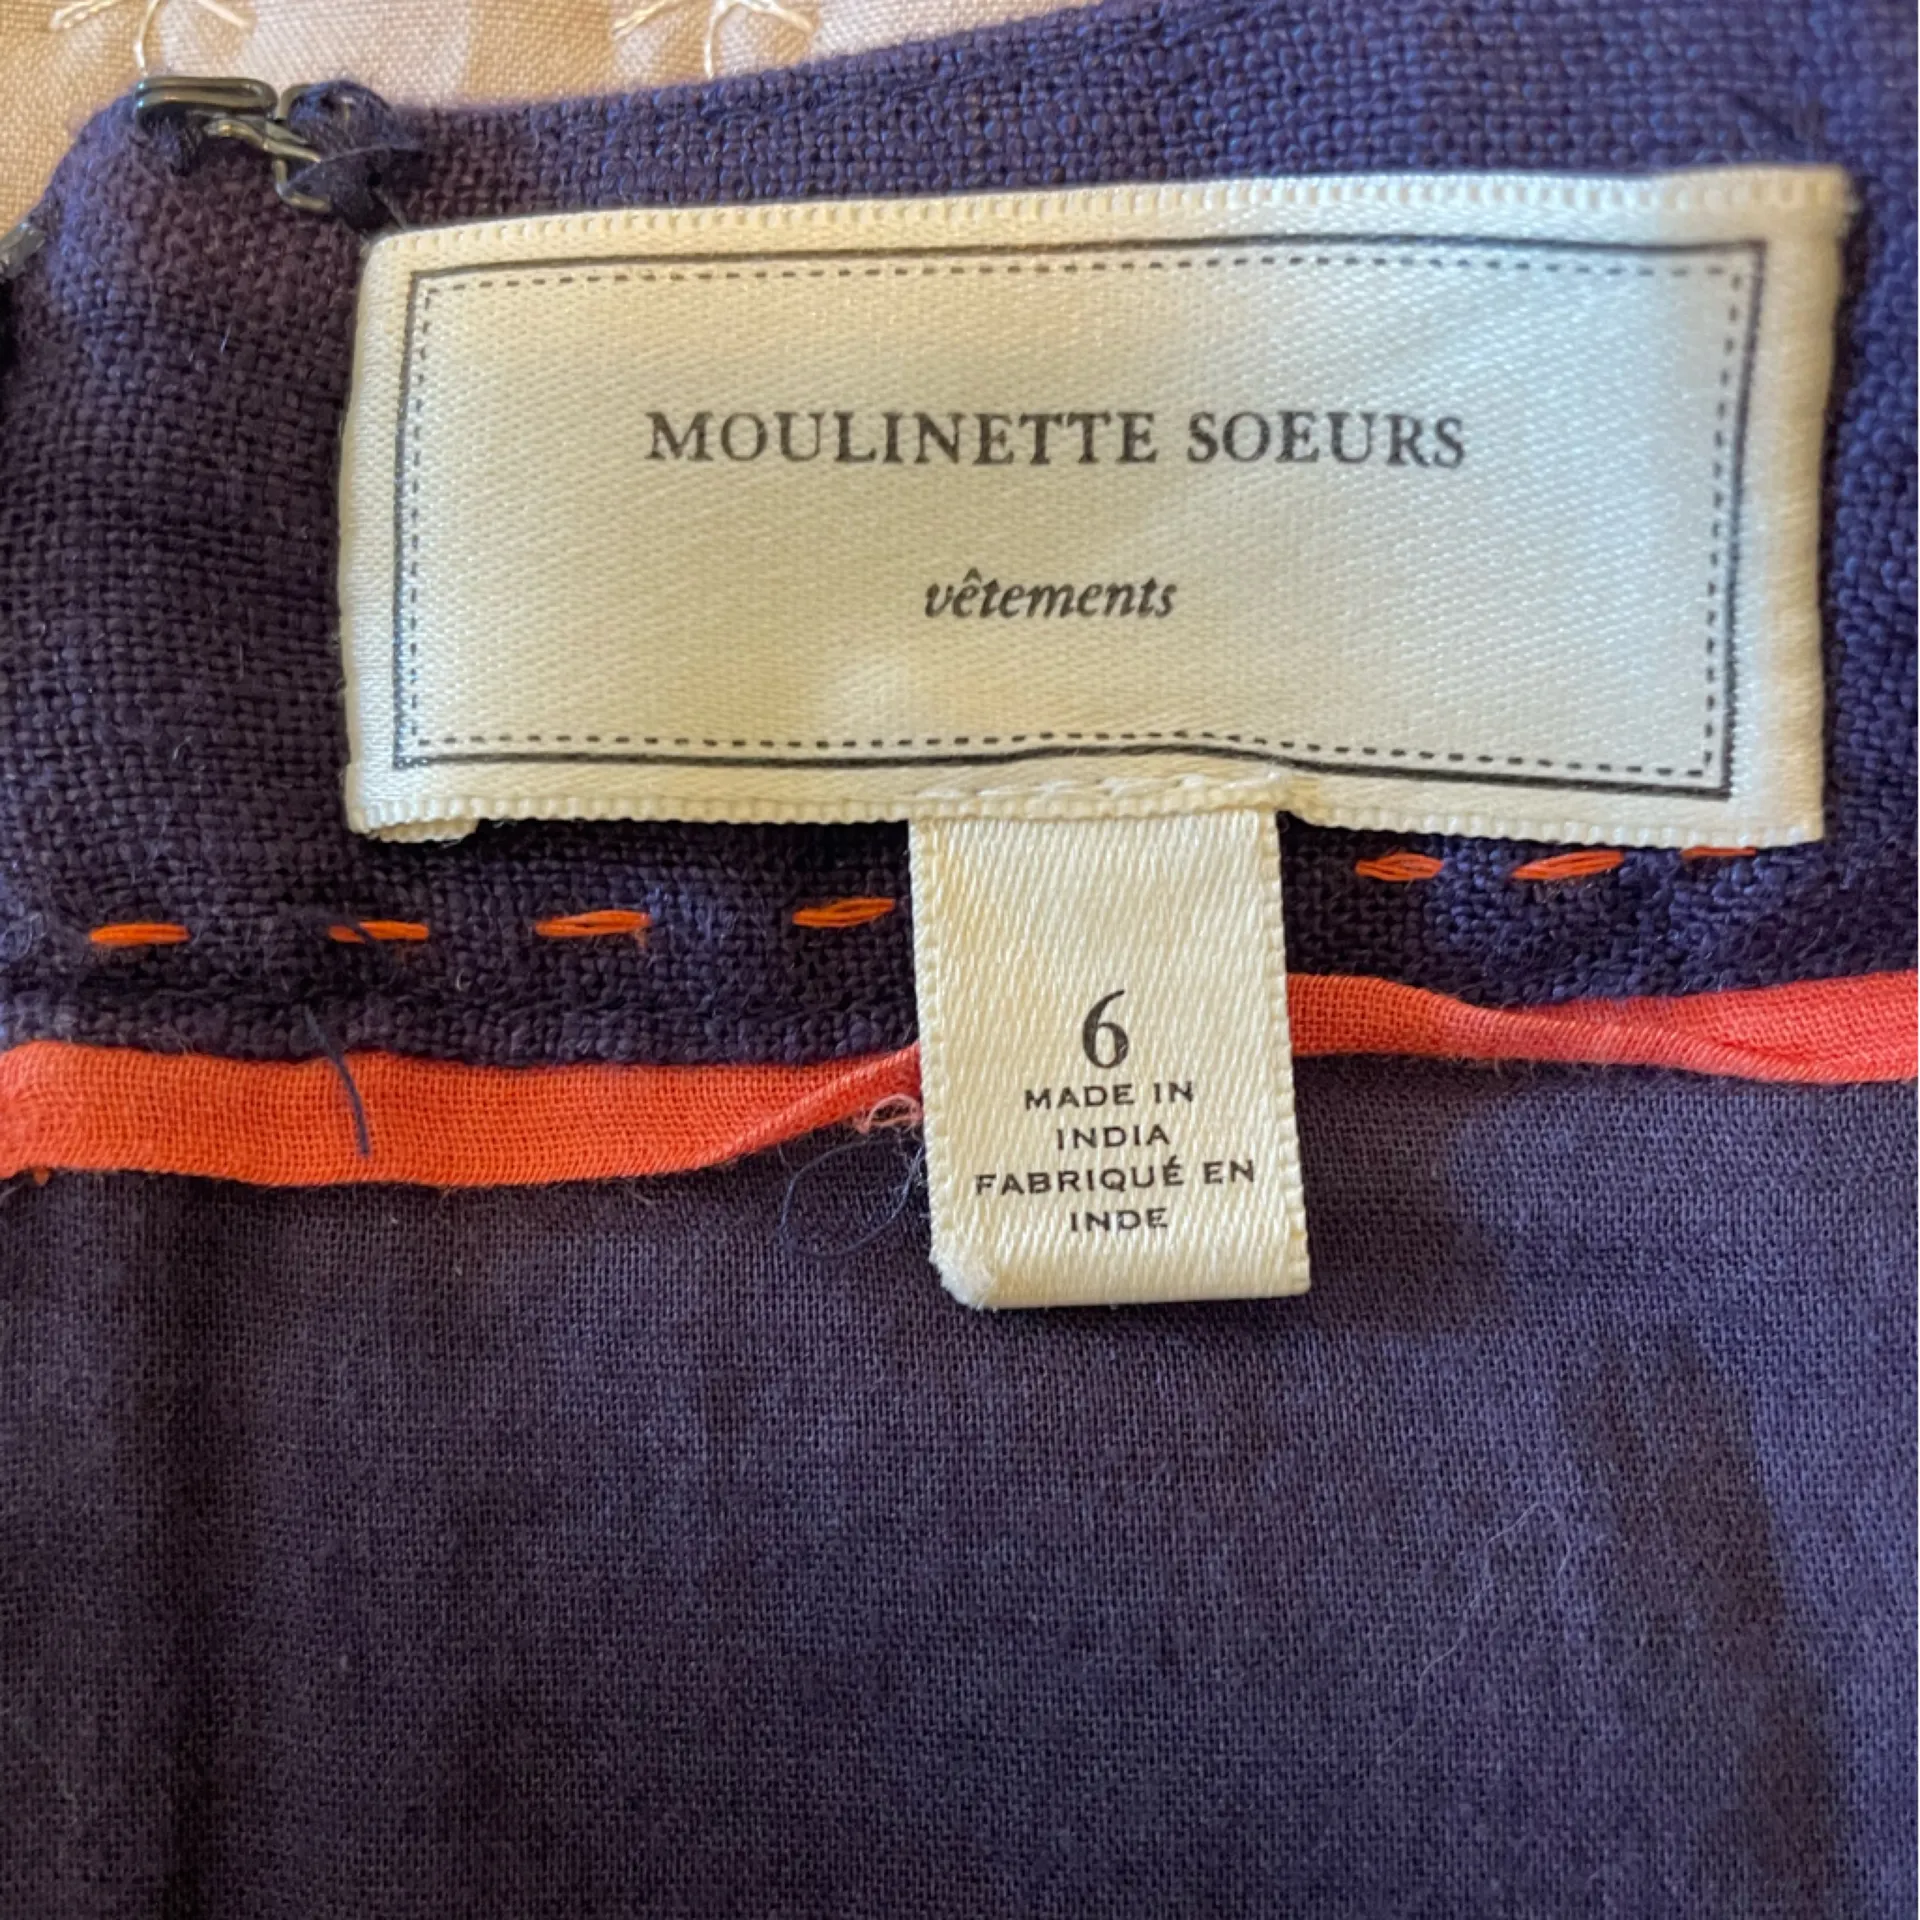 MOULINETTE SOEURS
vêtements
6
MADE IN
INDIA
FABRIQUÉ EN
INDE